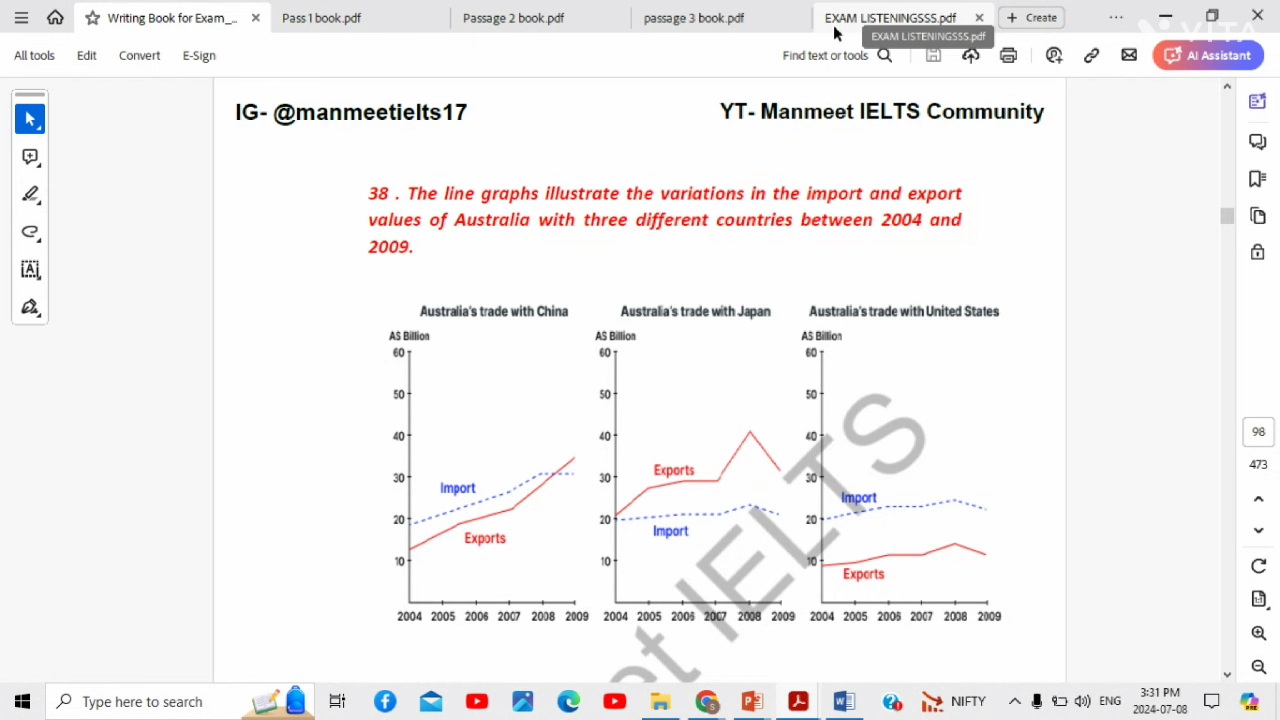 Writing Book for Exam_...
Pass 1 book.pdf
Passage 2 book.pdf
passage 3 book.pdf
EXAM LISTENINGSSS.pdf
Create
EXAM LISTENINGSSS.pdf
All tools
Edit
Convert
E-Sign
Find text or tools
AI Assistant
IG- @manmeetielts17
YT- Manmeet IELTS Community
38 . The line graphs illustrate the variations in the import and export
values of Australia with three different countries between 2004 and
2009.
Australia's trade with China
A$ Billion
60
50
40
30
20
10
Import
Exports
2004 2005 2006 2007 2008 2009
Australia's trade with Japan
A$ Billion
60
50
40
30
20
10
Exports
Import
2004 2005 2006 2007 2008 2009
Australia's trade with United States
A$ Billion
60
50
40
30
20
10
Import
Exports
2004 2005 2006 2007 2008 2009
IELTS
98
473
Type here to search
NIFTY
ENG
3:31 PM
2024-07-08